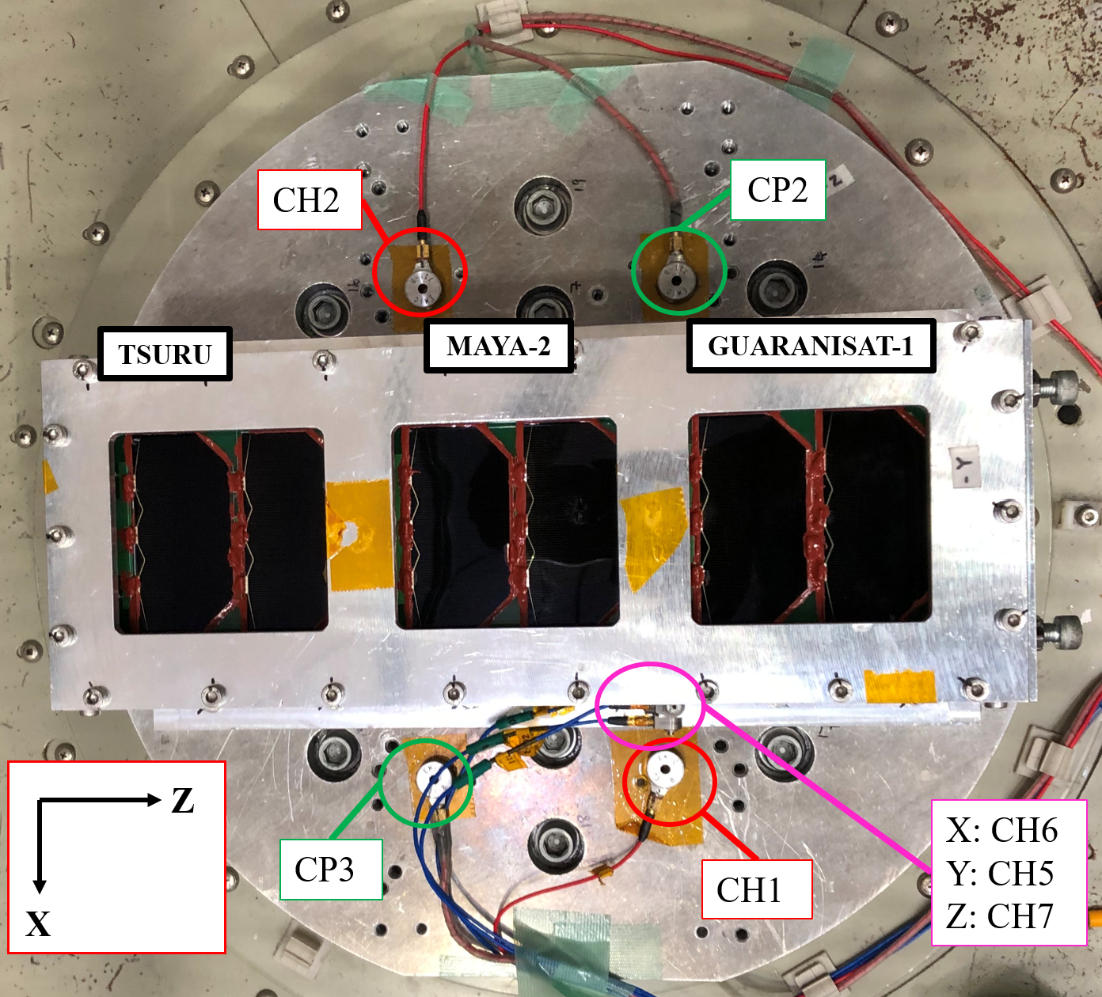 CH2
CP2
TSURU
MAYA-2
GUARANISAT-1
-Y
Z
X
CP3
CH1
X: CH6
Y: CH5
Z: CH7